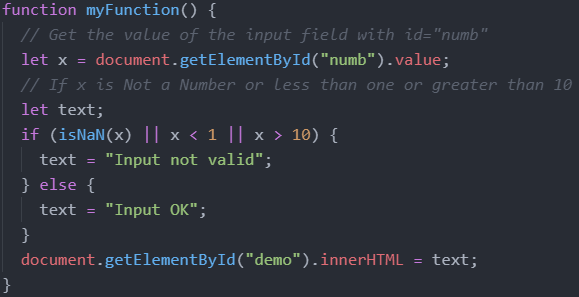 function myFunction() {
  // Get the value of the input field with id="numb"
  let x = document.getElementById("numb").value;
  // If x is Not a Number or less than one or greater than 10
  let text;
  if (isNaN(x) || x < 1 || x > 10) {
    text = "Input not valid";
  } else {
    text = "Input OK";
  }
  document.getElementById("demo").innerHTML = text;
}